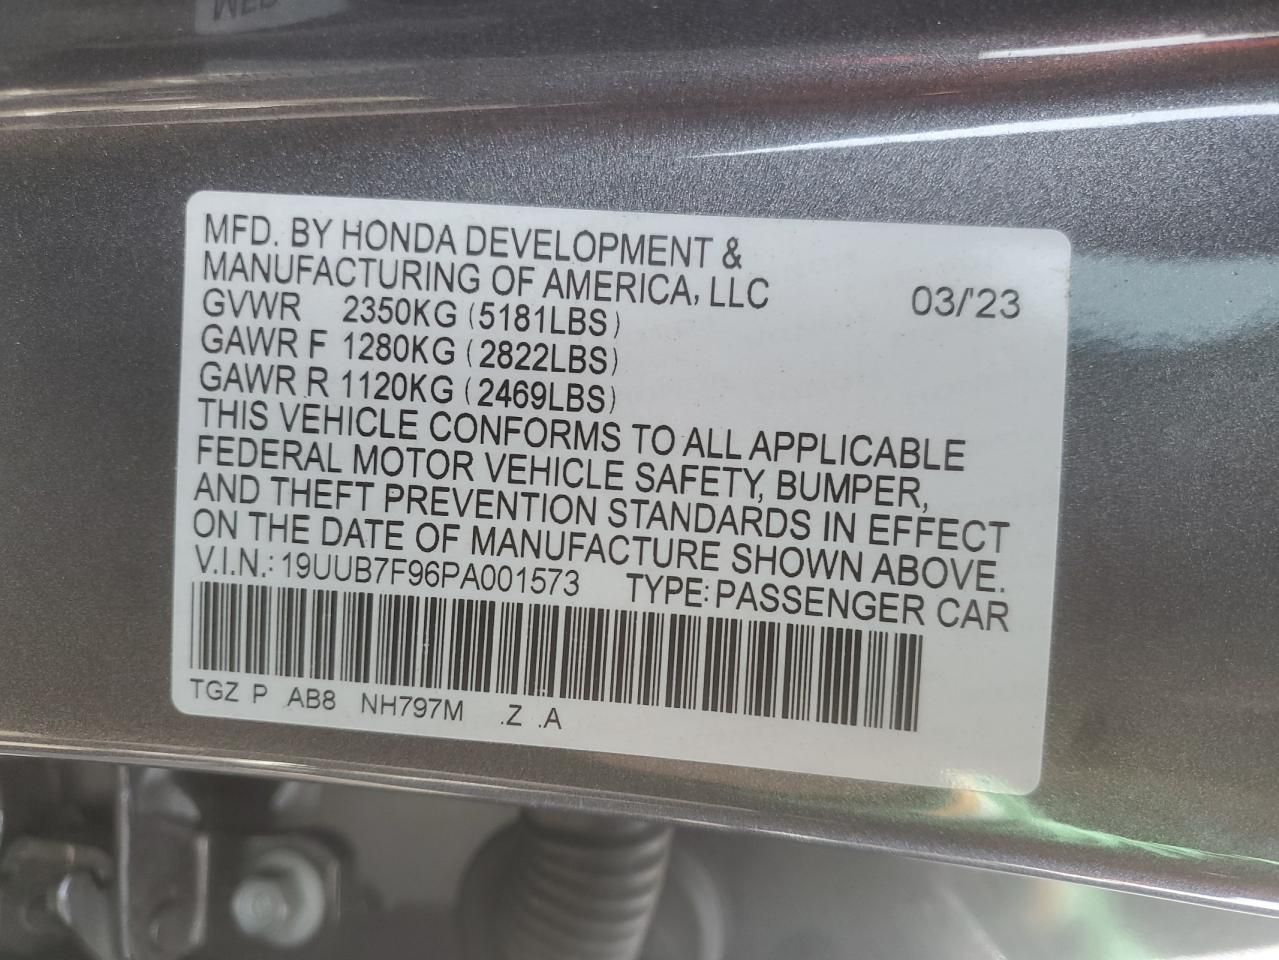 MFD. BY HONDA DEVELOPMENT &
MANUFACTURING OF AMERICA, LLC 03/'23
GVWR 2350KG (5181LBS)
GAWR F 1280KG (2822LBS)
GAWR R 1120KG (2469LBS)
THIS VEHICLE CONFORMS TO ALL APPLICABLE
FEDERAL MOTOR VEHICLE SAFETY, BUMPER,
AND THEFT PREVENTION STANDARDS IN EFFECT
ON THE DATE OF MANUFACTURE SHOWN ABOVE.
V.I.N.: 19UUB7F96PA001573 TYPE: PASSENGER CAR
TGZ P AB8 NH797M .Z .A